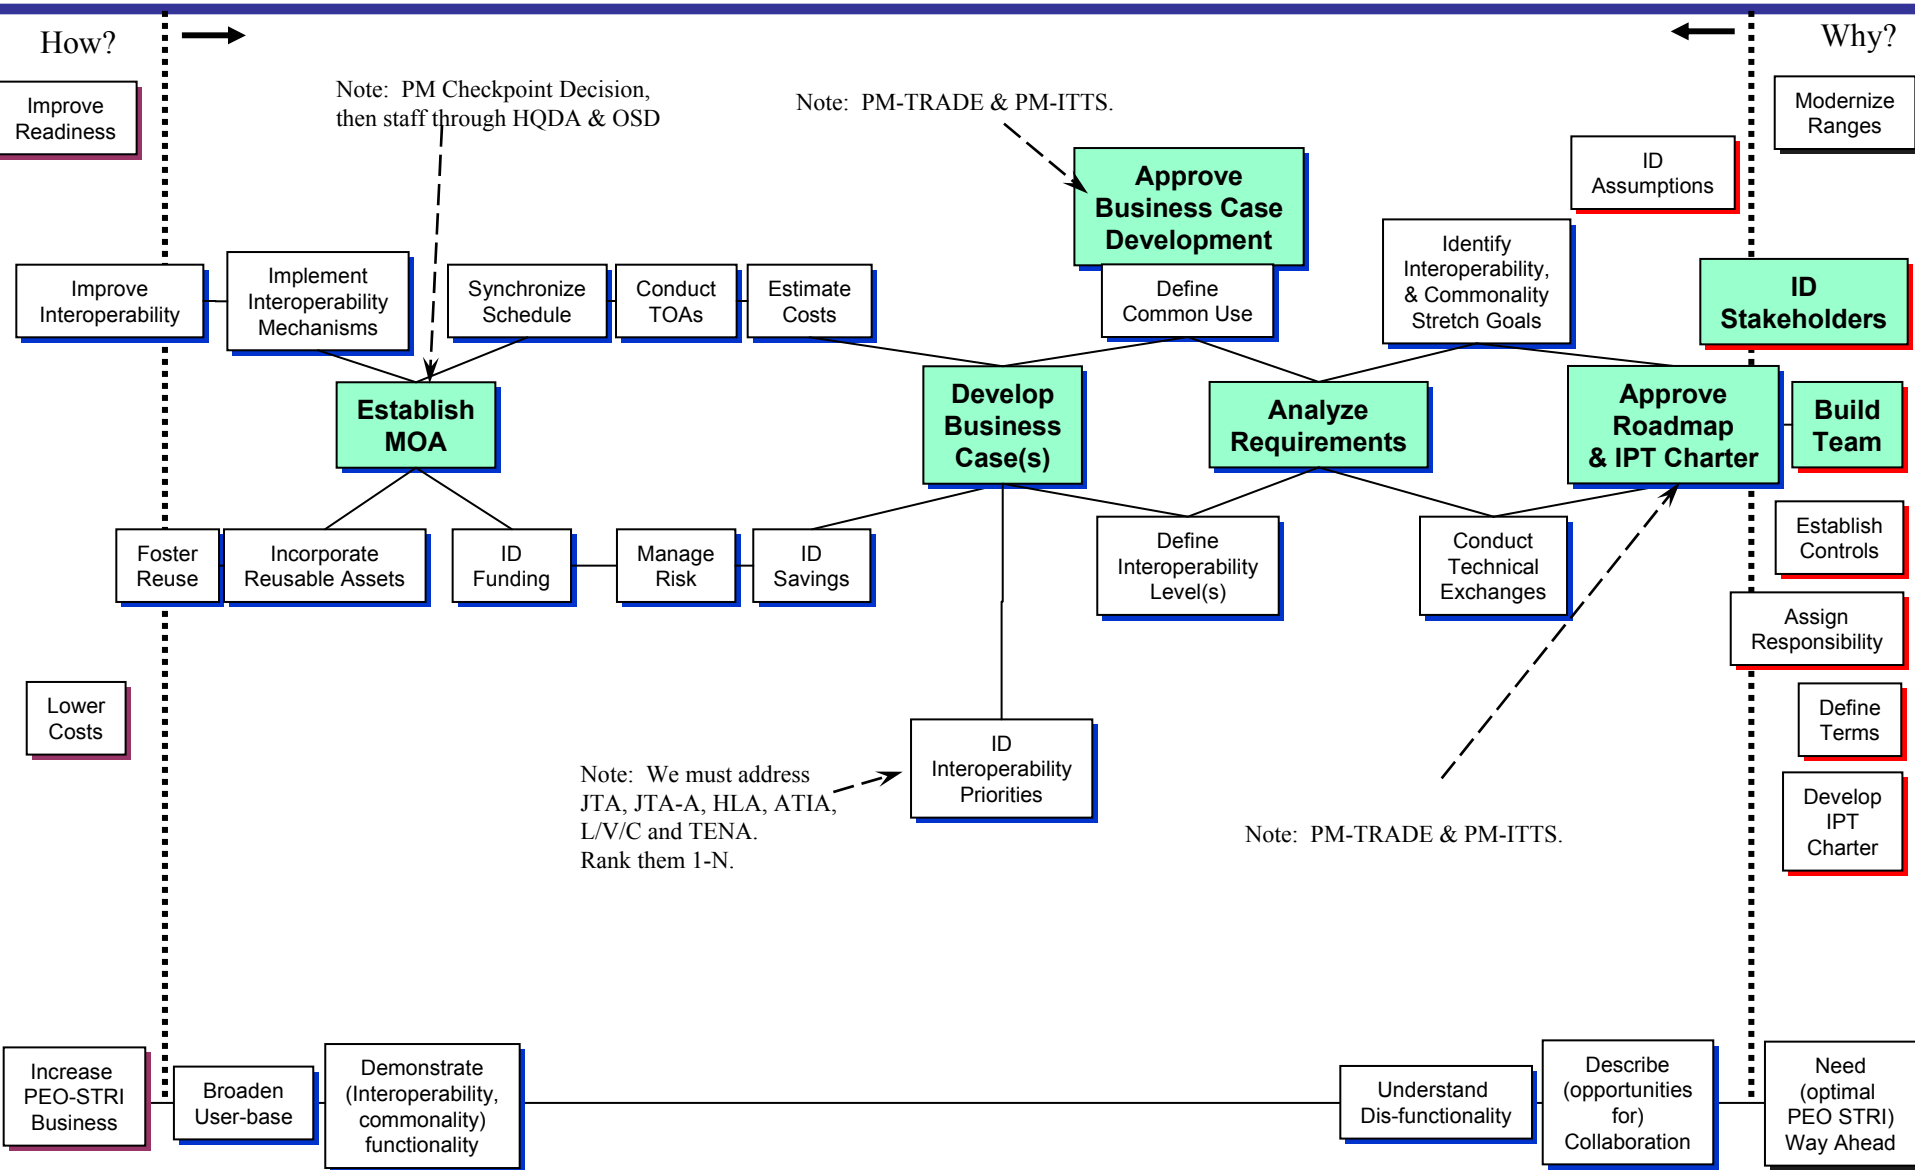 How?
Why?
Improve
Readiness
Note: PM Checkpoint Decision,
then staff through HQDA & OSD
Note: PM-TRADE & PM-ITTS.
Modernize
Ranges
ID
Assumptions
Approve
Business Case
Development
Identify
Interoperability,
& Commonality
Stretch Goals
Improve
Interoperability
Implement
Interoperability
Mechanisms
Synchronize
Schedule
Conduct
TOAs
Estimate
Costs
Define
Common Use
ID
Stakeholders
Establish
MOA
Develop
Business
Case(s)
Analyze
Requirements
Approve
Roadmap
& IPT Charter
Build
Team
Foster
Reuse
Incorporate
Reusable Assets
ID
Funding
Manage
Risk
ID
Savings
Define
Interoperability
Level(s)
Conduct
Technical
Exchanges
Establish
Controls
Assign
Responsibility
Lower
Costs
Define
Terms
ID
Interoperability
Priorities
Note: We must address
JTA, JTA-A, HLA, ATIA,
L/V/C and TENA.
Rank them 1-N.
Note: PM-TRADE & PM-ITTS.
Develop
IPT
Charter
Increase
PEO-STRI
Business
Broaden
User-base
Demonstrate
(Interoperability,
commonality)
functionality
Understand
Dis-functionality
Describe
(opportunities
for)
Collaboration
Need
(optimal
PEO STRI)
Way Ahead